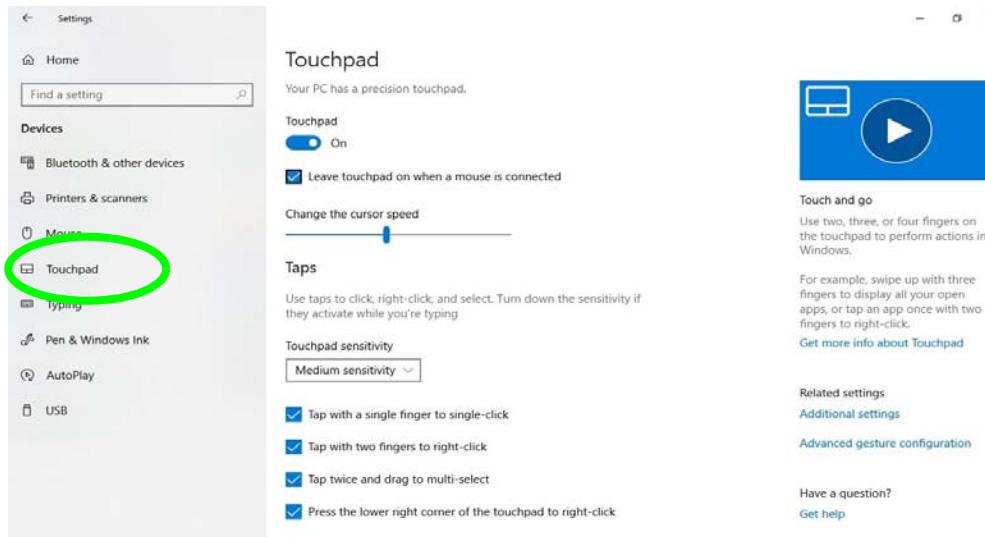 Settings
Home
Find a setting
Devices
Bluetooth & other devices
Printers & scanners
Mouse
Touchpad
Typing
Pen & Windows Ink
AutoPlay
USB
Touchpad
Your PC has a precision touchpad.
Touchpad
On
Leave touchpad on when a mouse is connected
Change the cursor speed
Taps
Use taps to click, right-click, and select. Turn down the sensitivity if
they activate while you're typing
Touchpad sensitivity
Medium sensitivity
Tap with a single finger to single-click
Tap with two fingers to right-click
Tap twice and drag to multi-select
Press the lower right corner of the touchpad to right-click
Touch and go
Use two, three, or four fingers on
the touchpad to perform actions in
Windows.
For example, swipe up with three
fingers to display all your open
apps, or tap an app once with two
fingers to right-click.
Get more info about Touchpad
Related settings
Additional settings
Advanced gesture configuration
Have a question?
Get help